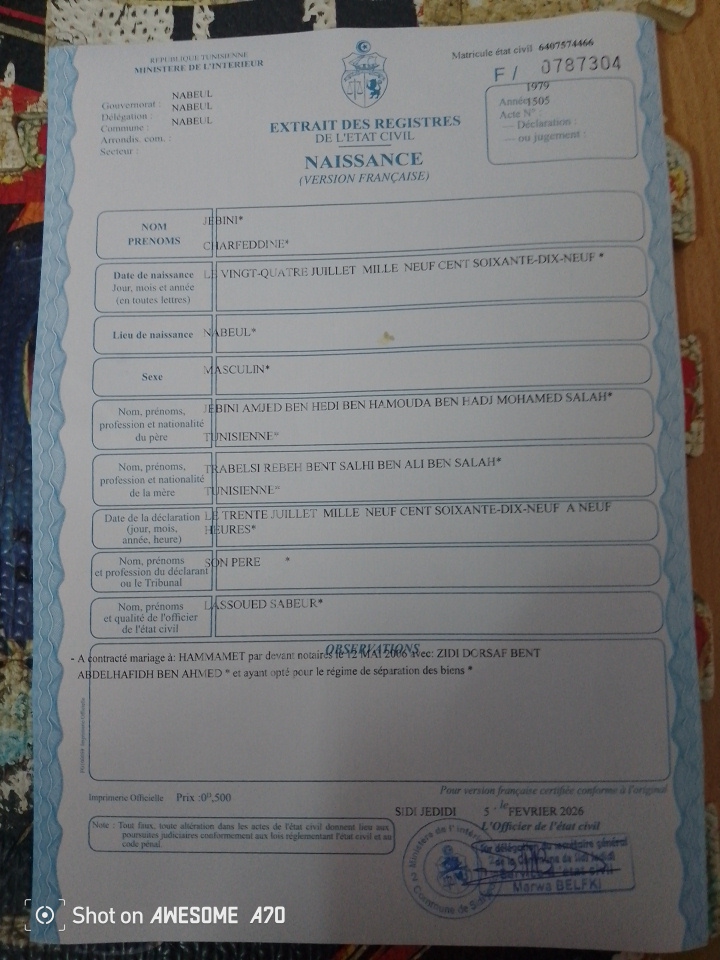 REPUBLIQUE TUNISIENNE
MINISTERE DE L'INTERIEUR
Matricule état civil 6407574466
F / 0787304
Gouvernorat : NABEUL
Délégation : NABEUL
Commune : NABEUL
Arrondis. com. :
Secteur :
1979
Année 1505
Acte N° :
— Déclaration :
— ou jugement :
EXTRAIT DES REGISTRES
DE L'ETAT CIVIL
NAISSANCE
(VERSION FRANÇAISE)
NOM JEBINI*
PRENOMS CHARFEDDINE*
Date de naissance LE VINGT-QUATRE JUILLET MILLE NEUF CENT SOIXANTE-DIX-NEUF *
Jour, mois et année
(en toutes lettres)
Lieu de naissance NABEUL*
Sexe MASCULIN*
Nom, prénoms, JEBINI AMJED BEN HEDI BEN HAMOUDA BEN HADJ MOHAMED SALAH*
profession et nationalité
du père TUNISIENNE*
Nom, prénoms, TRABELSI REBEH BENT SALHI BEN ALI BEN SALAH*
profession et nationalité
de la mère TUNISIENNE*
Date de la déclaration LE TRENTE JUILLET MILLE NEUF CENT SOIXANTE-DIX-NEUF A NEUF
(jour, mois, HEURES*
année, heure)
Nom, prénoms SON PERE *
et profession du déclarant
ou le Tribunal
Nom, prénoms LASSOUED SABEUR*
et qualité de l'officier
de l'état civil
OBSERVATIONS
- A contracté mariage à: HAMMAMET par devant notaires le 12 MAI 2006 avec: ZIDI DORSAF BENT
ABDELHAFIDH BEN AHMED * et ayant opté pour le régime de séparation des biens *
Imprimerie Officielle Prix :0ᴰ,500
Pour version française certifiée conforme à l'original
SIDI JEDIDI le 5 FEVRIER 2026
L'Officier de l'état civil
Note : Tout faux, toute altération dans les actes de l'état civil donnent lieu aux
poursuites judiciaires conformement aux lois réglementant l'état civil et au
code pénal.
Marwa BELFKI
Shot on AWESOME A70